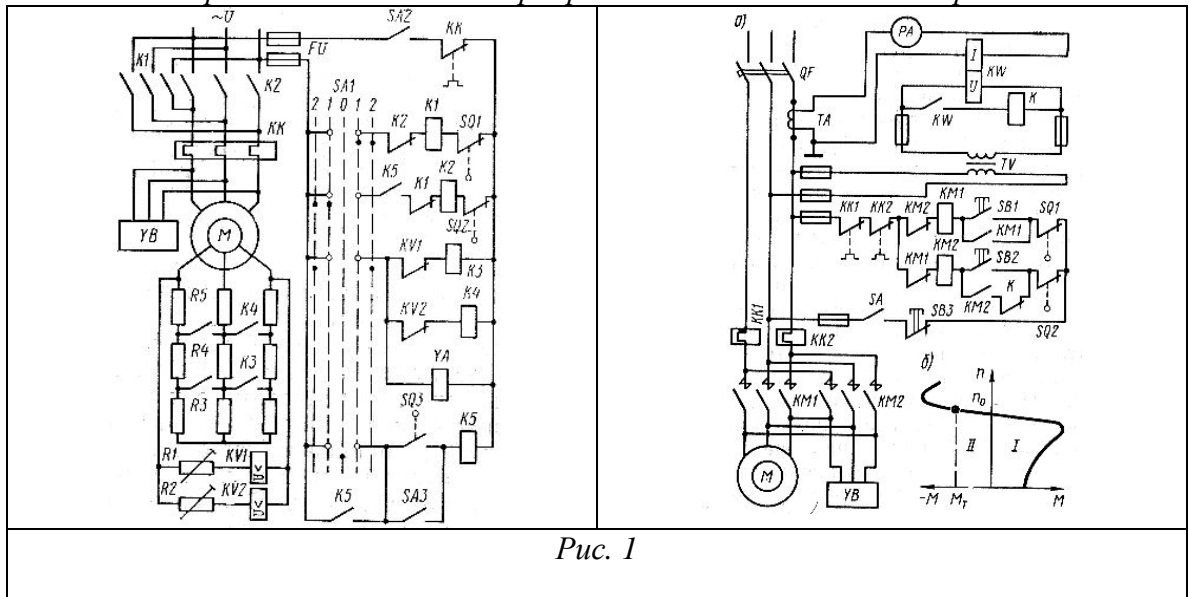 ~U
SA2
KK
FU
K1
K2
SA1
2 1 0 1 2
KK
K2
K1
SQ1
K5
K1
K2
SQ2
YB
M
KV1
K3
KV2
K4
R5
K4
R4
K3
YA
R3
SQ3
K5
R1
KV1
U<
R2
KV2
U<
K5
SA3
а)
PA
QF
I
KW
U
K
TA
KW
TV
KK1
KK2
KM2
KM1
SB1
SQ1
KM1
KM2
KM1
SB2
K
KM2
SQ2
SA
SB3
KK1
KK2
KM1
KM2
M
YB
б)
n
n₀
II
I
-M
Mт
M
Рис. 1